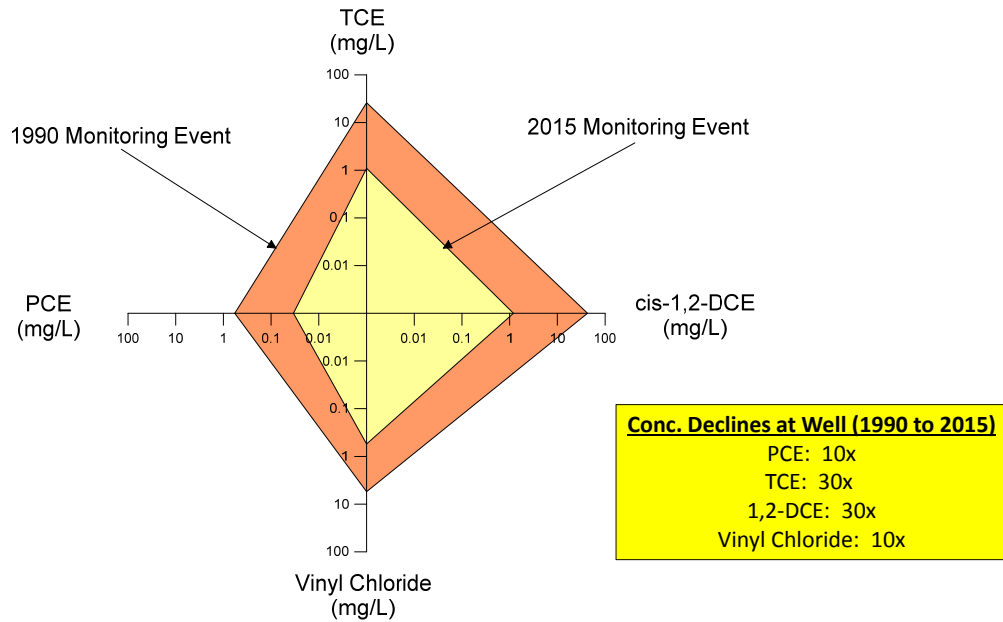 TCE
(mg/L)
100
1990 Monitoring Event
2015 Monitoring Event
10
1
0.1
0.01
PCE
(mg/L)
cis-1,2-DCE
(mg/L)
100 10 1 0.1 0.01 0.01 0.1 1 10 100
0.01
0.1
1
10
100
Vinyl Chloride
(mg/L)
Conc. Declines at Well (1990 to 2015)
PCE: 10x
TCE: 30x
1,2-DCE: 30x
Vinyl Chloride: 10x